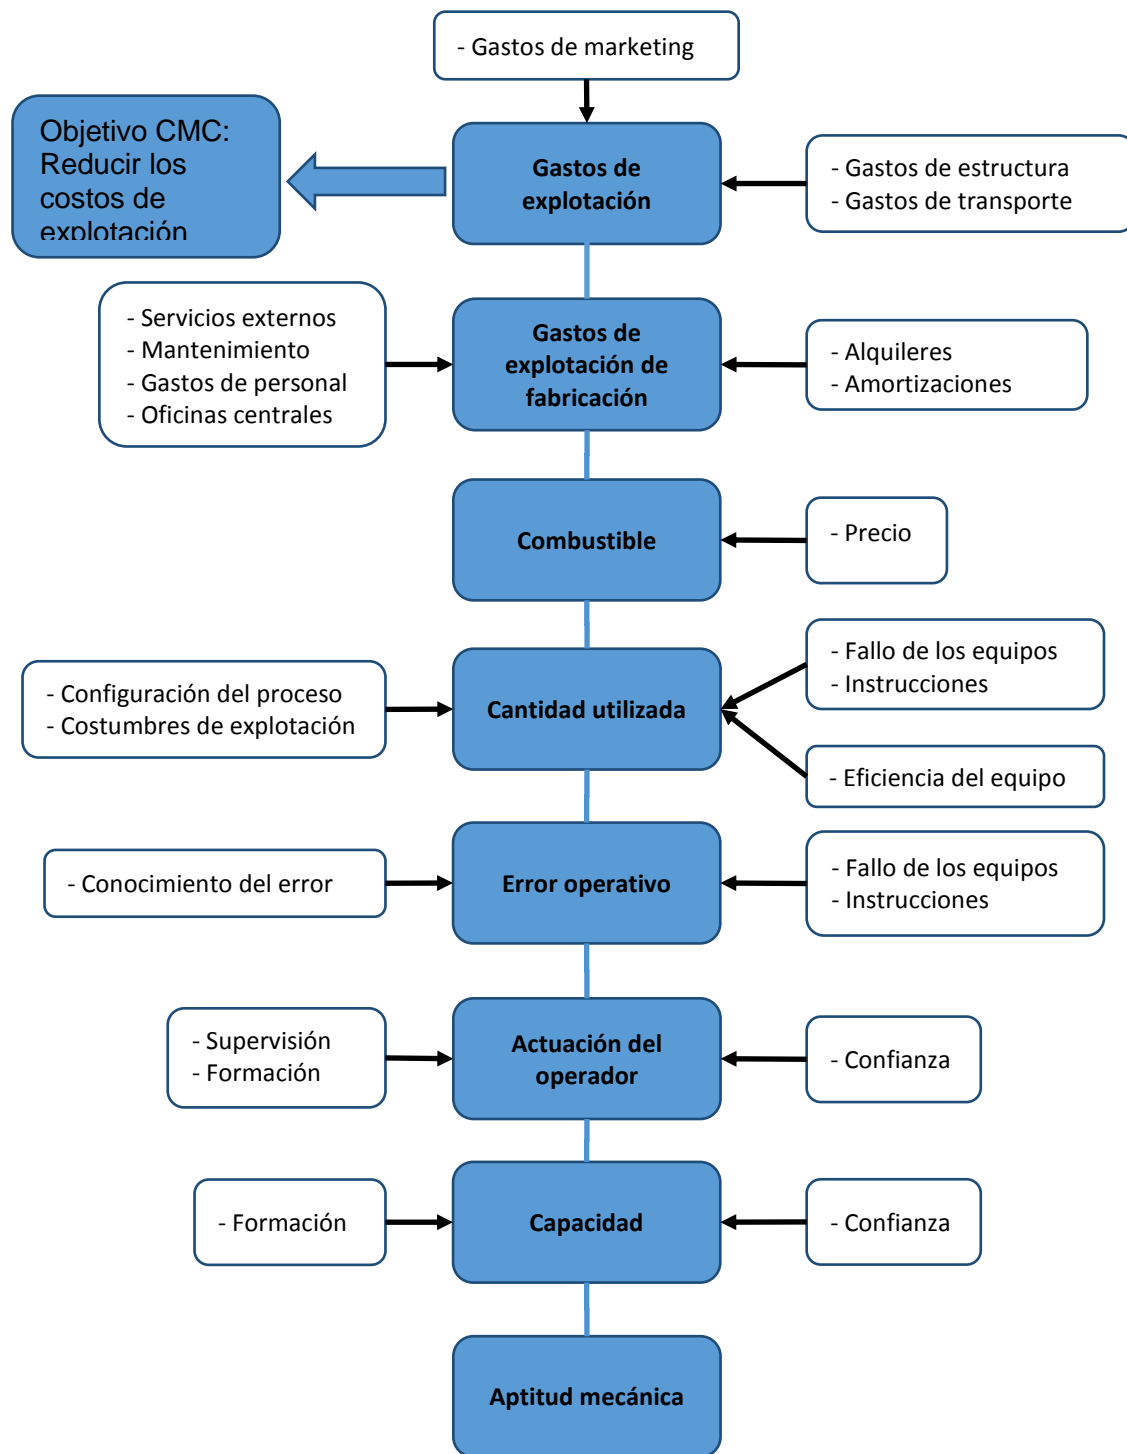 - Gastos de marketing
Objetivo CMC:
Reducir los
costos de
explotación
Gastos de
explotación
- Gastos de estructura
- Gastos de transporte
- Servicios externos
- Mantenimiento
- Gastos de personal
- Oficinas centrales
Gastos de
explotación de
fabricación
- Alquileres
- Amortizaciones
Combustible
- Precio
- Configuración del proceso
- Costumbres de explotación
Cantidad utilizada
- Fallo de los equipos
- Instrucciones
- Eficiencia del equipo
- Conocimiento del error
Error operativo
- Fallo de los equipos
- Instrucciones
- Supervisión
- Formación
Actuación del
operador
- Confianza
- Formación
Capacidad
- Confianza
Aptitud mecánica